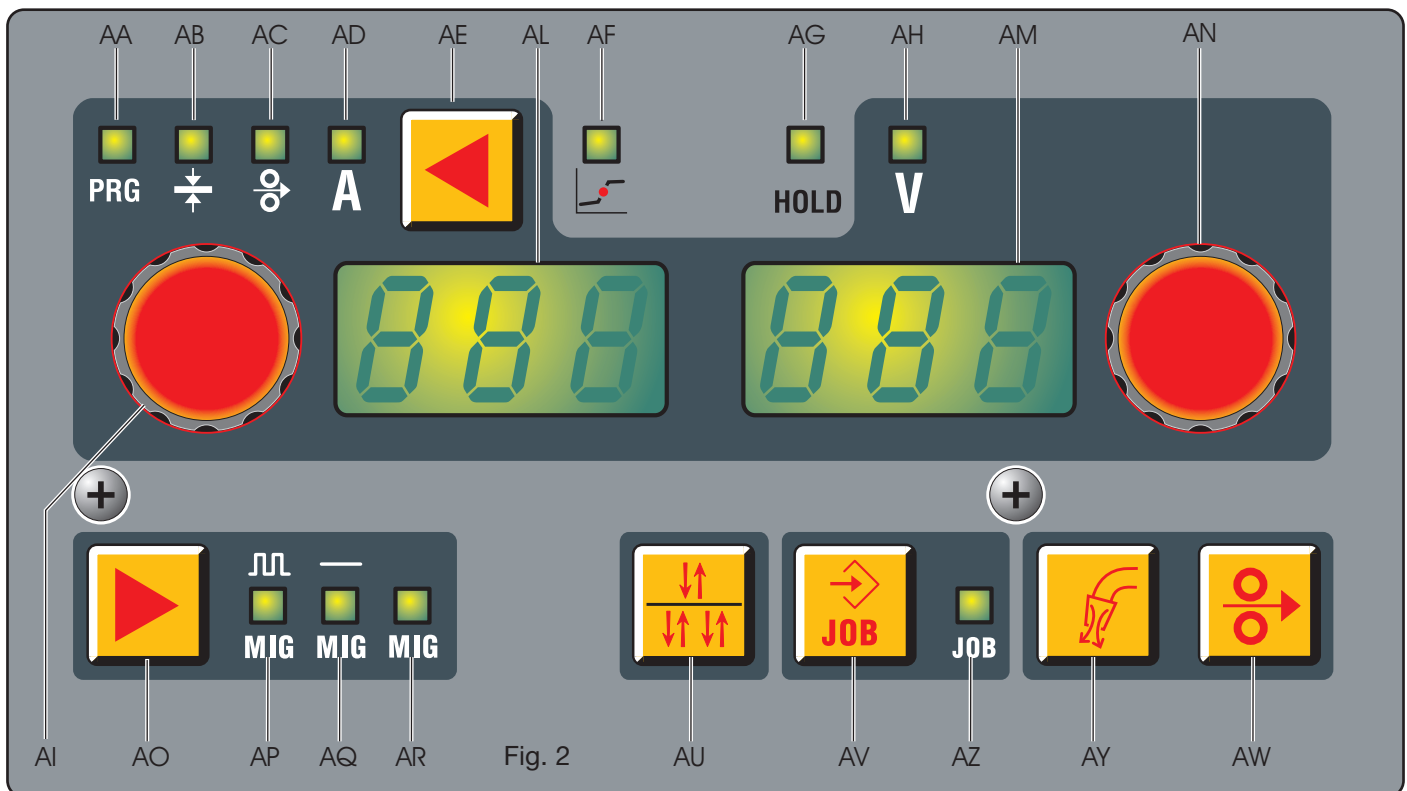 AA AB AC AD AE AL AF AG AH AM AN
PRG A HOLD V
MIG MIG MIG JOB JOB
AI AO AP AQ AR Fig. 2 AU AV AZ AY AW